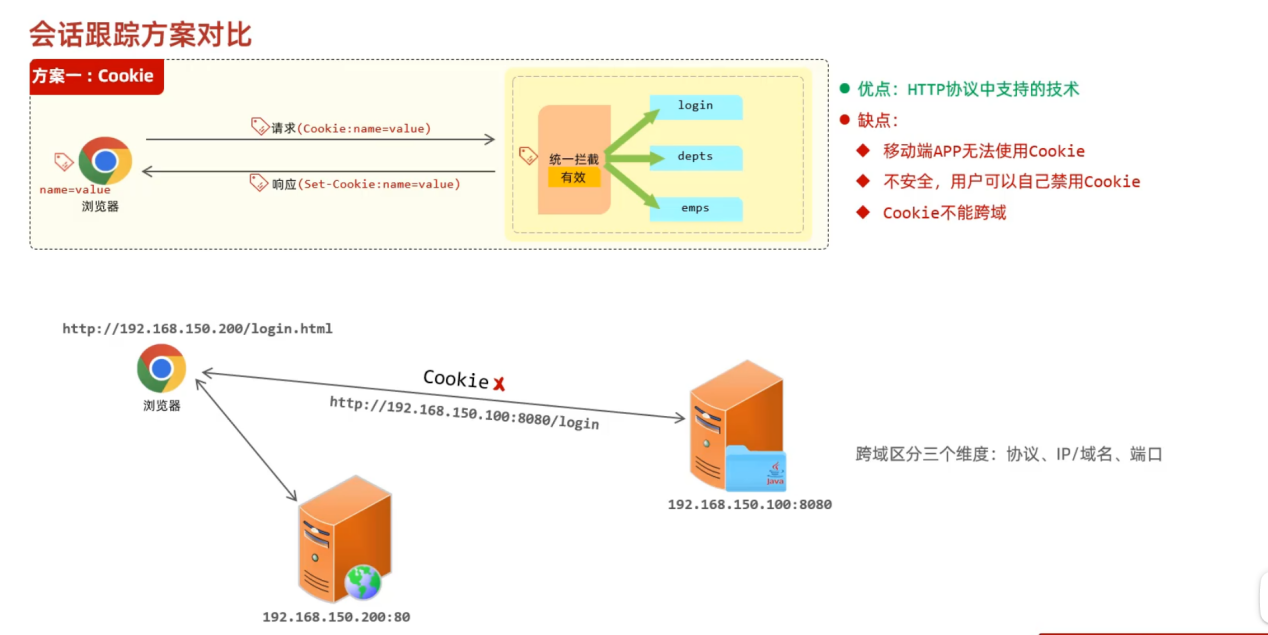 会话跟踪方案对比
方案一：Cookie
请求(Cookie:name=value)
响应(Set-Cookie:name=value)
name=value
浏览器
统一拦截
有效
login
depts
emps
优点：HTTP协议中支持的技术
缺点：
移动端APP无法使用Cookie
不安全，用户可以自己禁用Cookie
Cookie不能跨域
http://192.168.150.200/login.html
浏览器
Cookie
http://192.168.150.100:8080/login
Java
192.168.150.100:8080
192.168.150.200:80
跨域区分三个维度：协议、IP/域名、端口